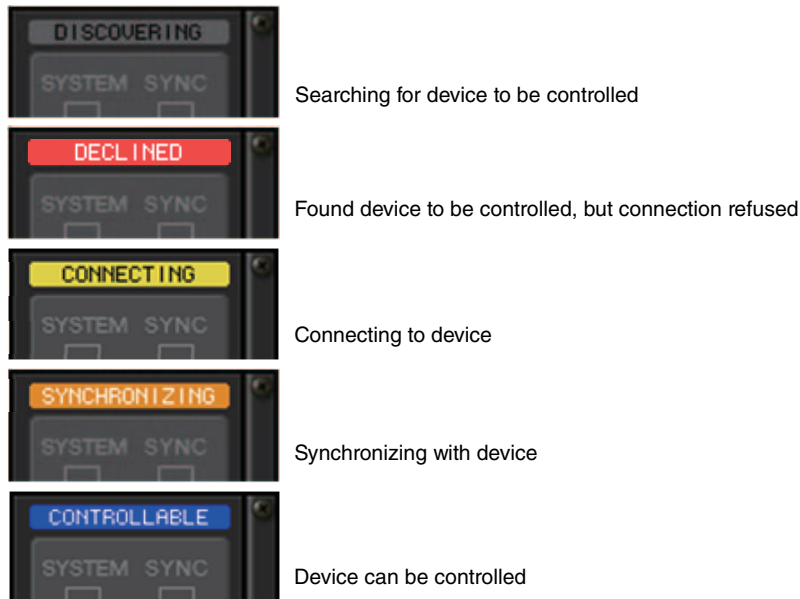 DISCOVERING
SYSTEM SYNC
Searching for device to be controlled
DECLINED
SYSTEM SYNC
Found device to be controlled, but connection refused
CONNECTING
SYSTEM SYNC
Connecting to device
SYNCHRONIZING
SYSTEM SYNC
Synchronizing with device
CONTROLLABLE
SYSTEM SYNC
Device can be controlled